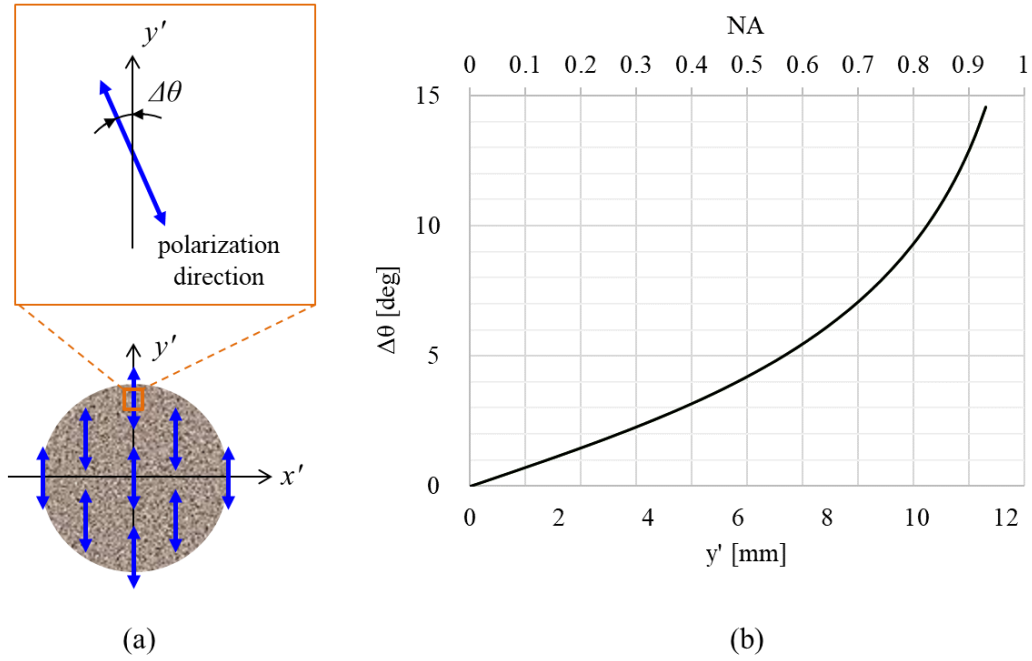 y′
Δθ
polarization
direction
y′
x′
(a)
NA
0 0.1 0.2 0.3 0.4 0.5 0.6 0.7 0.8 0.9 1
15
10
5
0
Δθ [deg]
0 2 4 6 8 10 12
y' [mm]
(b)